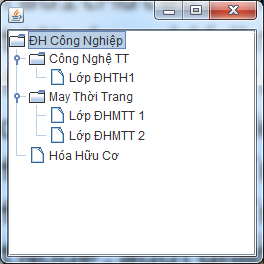 ĐH Công Nghiệp
Công Nghệ TT
Lớp ĐHTH1
May Thời Trang
Lớp ĐHMTT 1
Lớp ĐHMTT 2
Hóa Hữu Cơ